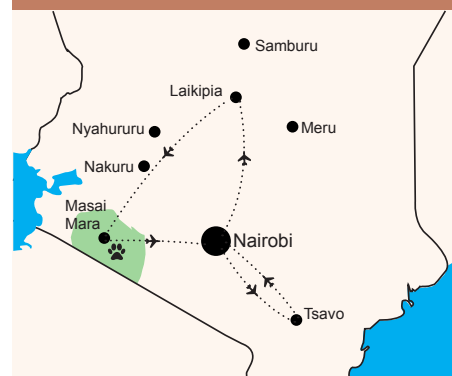 Samburu
Laikipia
Meru
Nyahururu
Nakuru
Masai
Mara
Nairobi
Tsavo